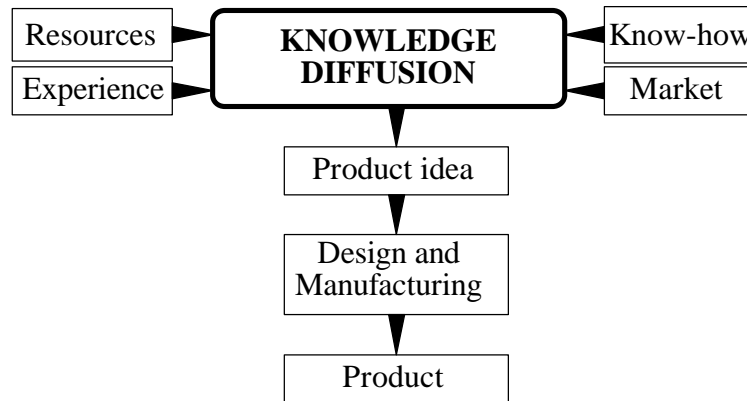 Resources
KNOWLEDGE
DIFFUSION
Know-how
Experience
Market
Product idea
Design and
Manufacturing
Product